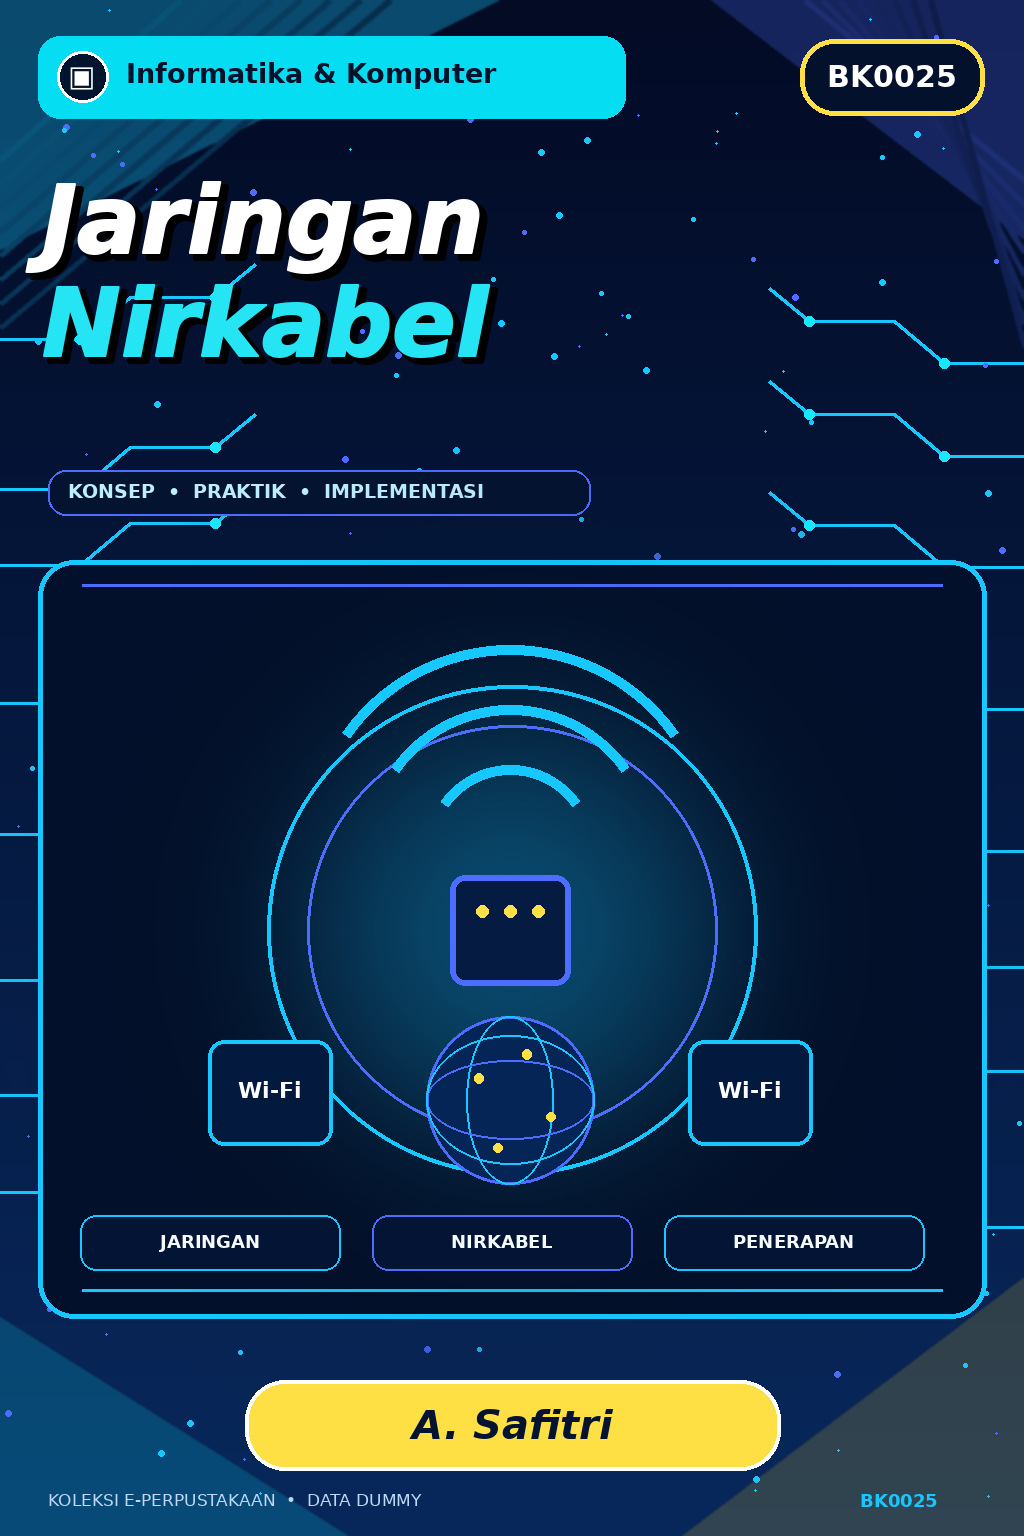 Informatika & Komputer
BK0025
Jaringan
Nirkabel
KONSEP • PRAKTIK • IMPLEMENTASI
Wi-Fi
Wi-Fi
JARINGAN
NIRKABEL
PENERAPAN
A. Safitri
KOLEKSI E-PERPUSTAKAAN • DATA DUMMY
BK0025